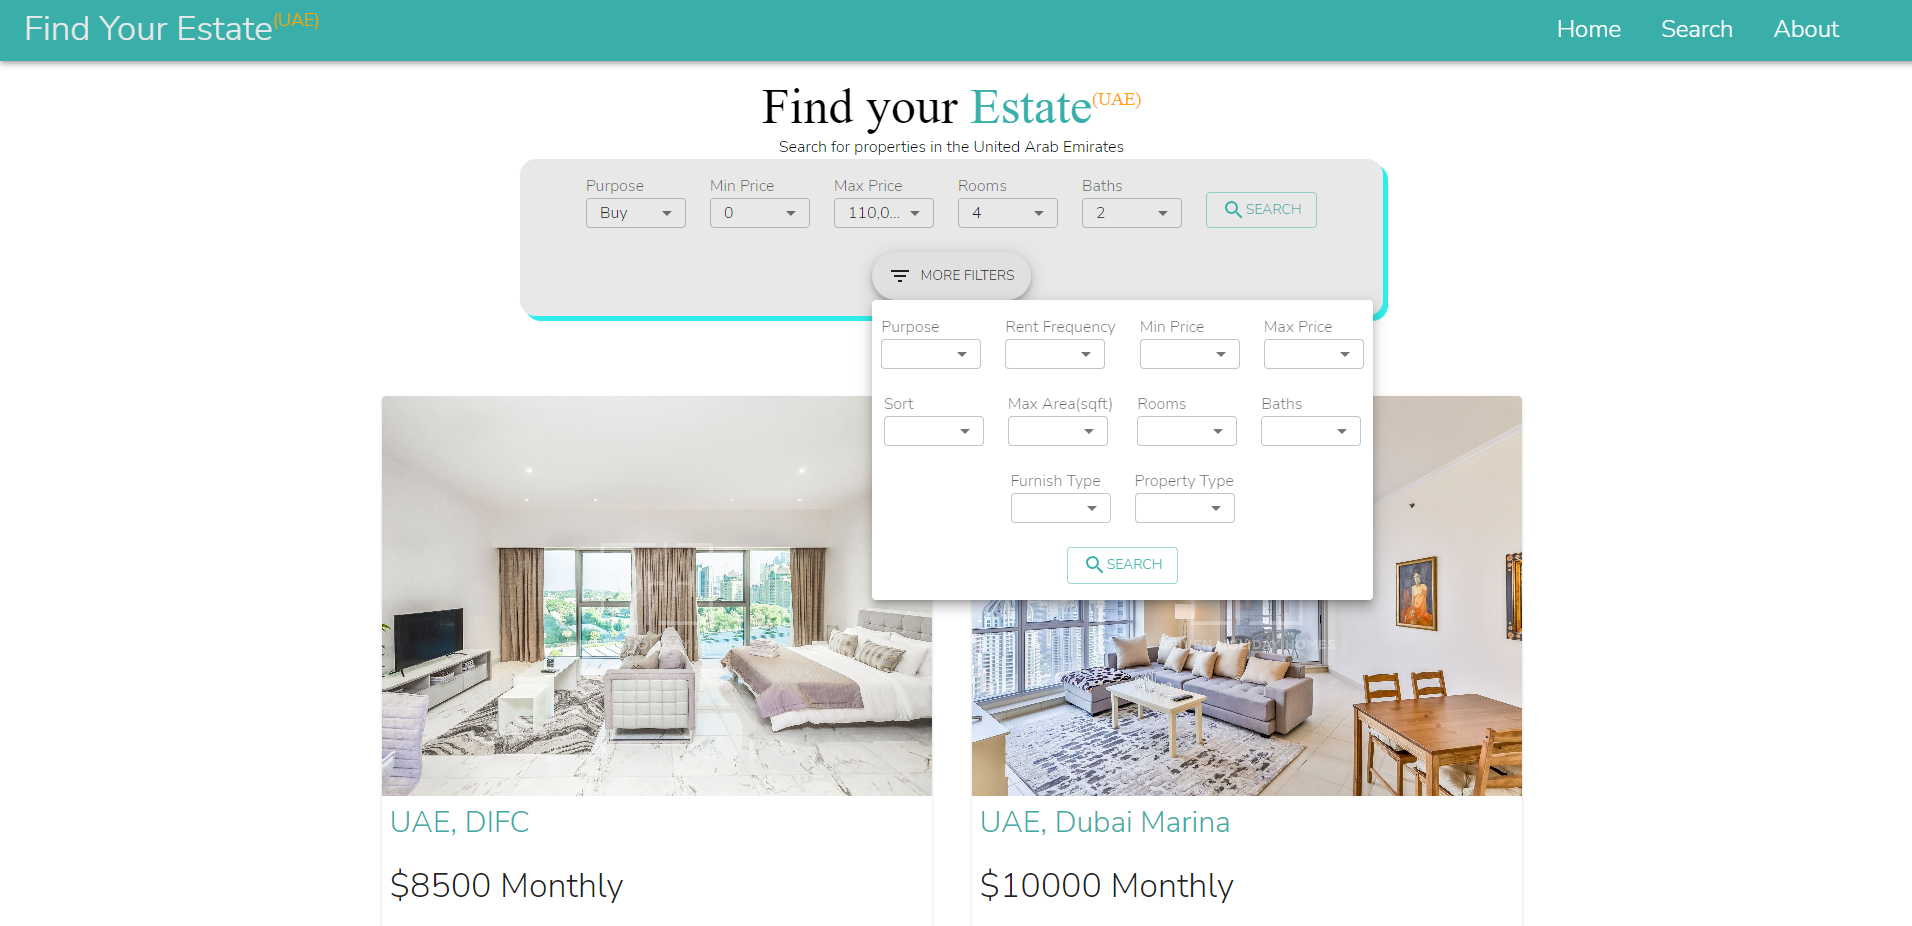 Find Your Estate(UAE) Home Search About
Find your Estate(UAE)
Search for properties in the United Arab Emirates
Purpose Min Price Max Price Rooms Baths
Buy 0 110,0... 4 2 SEARCH
MORE FILTERS
Purpose Rent Frequency Min Price Max Price
Sort Max Area(sqft) Rooms Baths
Furnish Type Property Type
SEARCH
UAE, DIFC
$8500 Monthly
UAE, Dubai Marina
$10000 Monthly